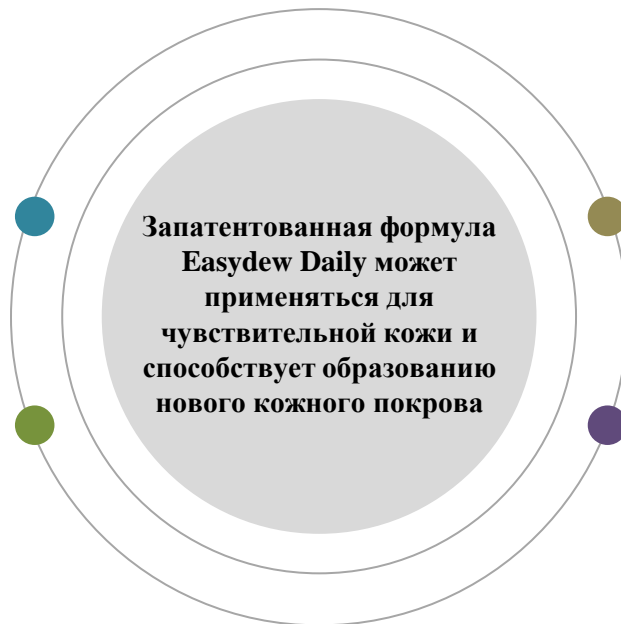 Запатентованная формула
Easydew Daily может
применяться для
чувствительной кожи и
способствует образованию
нового кожного покрова